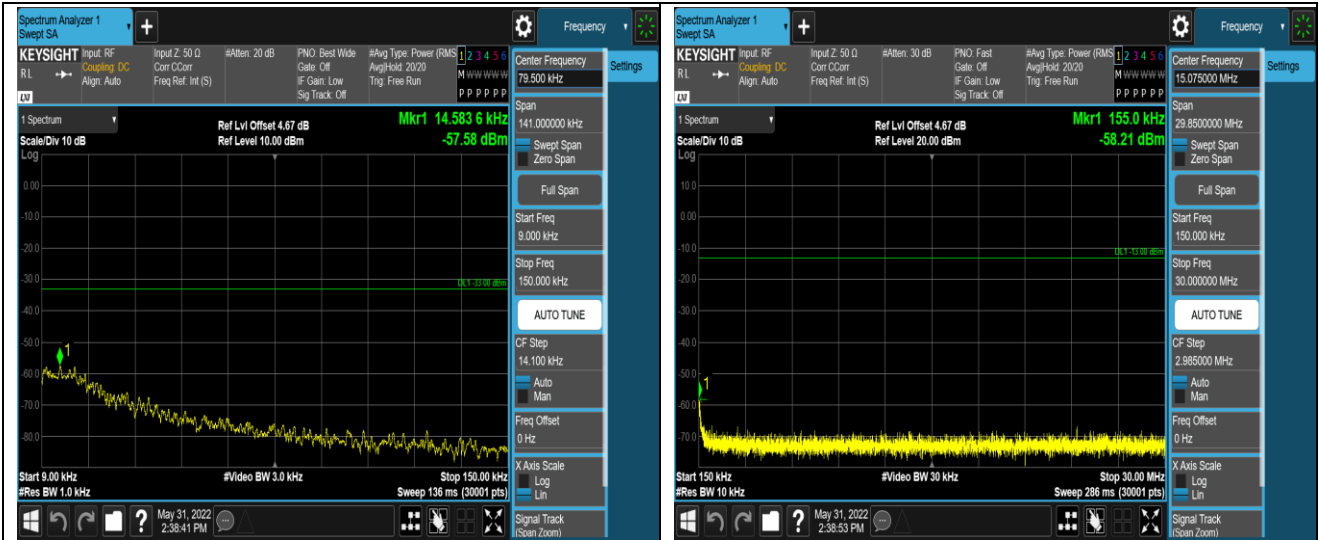 Spectrum Analyzer 1
Swept SA
+
Frequency
KEYSIGHT
RL
LXI
Input: RF
Coupling: DC
Align: Auto
Input Z: 50 Ω
Corr CCorr
Freq Ref: Int (S)
#Atten: 20 dB
PNO: Best Wide
Gate: Off
IF Gain: Low
Sig Track: Off
#Avg Type: Power (RMS
Avg|Hold: 20/20
Trig: Free Run
1 2 3 4 5 6
M W W W W W
P P P P P P
1 Spectrum
Scale/Div 10 dB
Log
Ref Lvl Offset 4.67 dB
Ref Level 10.00 dBm
Mkr1 14.583 6 kHz
-57.58 dBm
0.00
-10.0
-20.0
-30.0
-40.0
-50.0
-60.0
-70.0
-80.0
DL1 -33.00 dBm
1
Start 9.00 kHz
#Res BW 1.0 kHz
#Video BW 3.0 kHz
Stop 150.00 kHz
Sweep 136 ms (30001 pts)
?
May 31, 2022
2:38:41 PM
Center Frequency
79.500 kHz
Settings
Span
141.000000 kHz
Swept Span
Zero Span
Full Span
Start Freq
9.000 kHz
Stop Freq
150.000 kHz
AUTO TUNE
CF Step
14.100 kHz
Auto
Man
Freq Offset
0 Hz
X Axis Scale
Log
Lin
Signal Track
(Span Zoom)
Spectrum Analyzer 1
Swept SA
+
Frequency
KEYSIGHT
RL
LXI
Input: RF
Coupling: DC
Align: Auto
Input Z: 50 Ω
Corr CCorr
Freq Ref: Int (S)
#Atten: 30 dB
PNO: Fast
Gate: Off
IF Gain: Low
Sig Track: Off
#Avg Type: Power (RMS
Avg|Hold: 20/20
Trig: Free Run
1 2 3 4 5 6
M W W W W W
P P P P P P
1 Spectrum
Scale/Div 10 dB
Log
Ref Lvl Offset 4.67 dB
Ref Level 20.00 dBm
Mkr1 155.0 kHz
-58.21 dBm
10.0
0.00
-10.0
-20.0
-30.0
-40.0
-50.0
-60.0
-70.0
DL1 -13.00 dBm
1
Start 150 kHz
#Res BW 10 kHz
#Video BW 30 kHz
Stop 30.00 MHz
Sweep 286 ms (30001 pts)
?
May 31, 2022
2:38:53 PM
Center Frequency
15.075000 MHz
Settings
Span
29.8500000 MHz
Swept Span
Zero Span
Full Span
Start Freq
150.000 kHz
Stop Freq
30.000000 MHz
AUTO TUNE
CF Step
2.985000 MHz
Auto
Man
Freq Offset
0 Hz
X Axis Scale
Log
Lin
Signal Track
(Span Zoom)